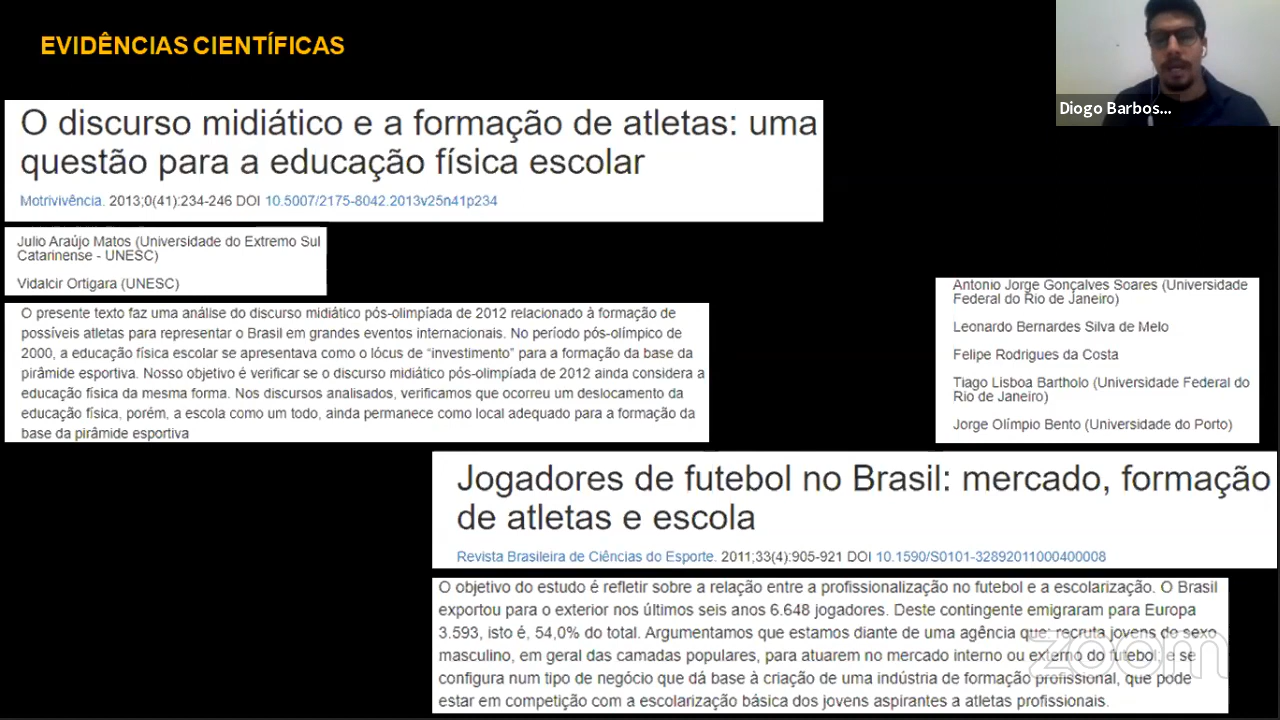 EVIDÊNCIAS CIENTÍFICAS
Diogo Barbos...
O discurso midiático e a formação de atletas: uma
questão para a educação física escolar
Motrivivência. 2013;0(41):234-246 DOI 10.5007/2175-8042.2013v25n41p234
Julio Araújo Matos (Universidade do Extremo Sul
Catarinense - UNESC)
Vidalcir Ortigara (UNESC)
O presente texto faz uma análise do discurso midiático pós-olimpíada de 2012 relacionado à formação de
possíveis atletas para representar o Brasil em grandes eventos internacionais. No período pós-olímpico de
2000, a educação física escolar se apresentava como o lócus de “investimento” para a formação da base da
pirâmide esportiva. Nosso objetivo é verificar se o discurso midiático pós-olimpíada de 2012 ainda considera a
educação física da mesma forma. Nos discursos analisados, verificamos que ocorreu um deslocamento da
educação física, porém, a escola como um todo, ainda permanece como local adequado para a formação da
base da pirâmide esportiva
Antonio Jorge Gonçalves Soares (Universidade
Federal do Rio de Janeiro)
Leonardo Bernardes Silva de Melo
Felipe Rodrigues da Costa
Tiago Lisboa Bartholo (Universidade Federal do
Rio de Janeiro)
Jorge Olímpio Bento (Universidade do Porto)
Jogadores de futebol no Brasil: mercado, formação
de atletas e escola
Revista Brasileira de Ciências do Esporte. 2011;33(4):905-921 DOI 10.1590/S0101-32892011000400008
O objetivo do estudo é refletir sobre a relação entre a profissionalização no futebol e a escolarização. O Brasil
exportou para o exterior nos últimos seis anos 6.648 jogadores. Deste contingente emigraram para Europa
3.593, isto é, 54,0% do total. Argumentamos que estamos diante de uma agência que: recruta jovens do sexo
masculino, em geral das camadas populares, para atuarem no mercado interno ou externo do futebol; e se
configura num tipo de negócio que dá base à criação de uma indústria de formação profissional, que pode
estar em competição com a escolarização básica dos jovens aspirantes a atletas profissionais.
zoom